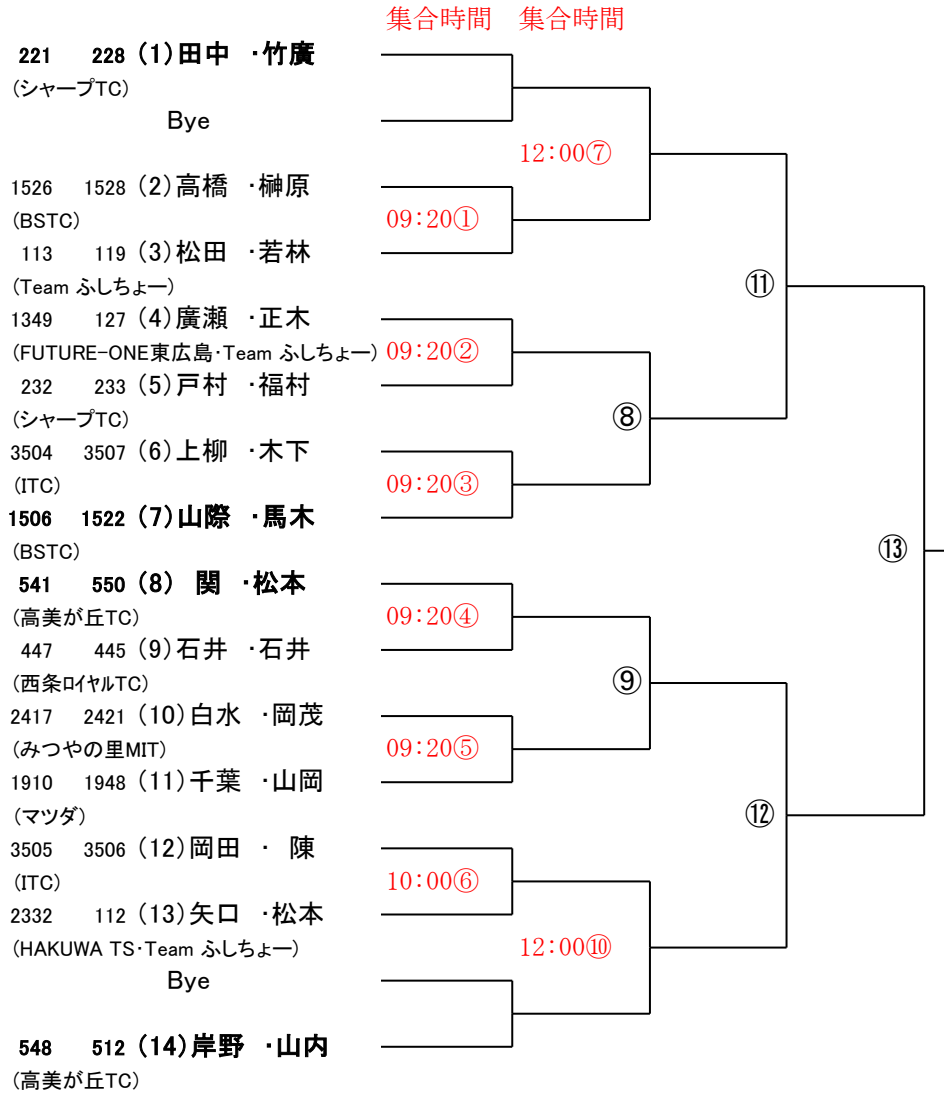 集合時間 集合時間
221 228 (1)田中 ・竹廣
(シャープTC)
Bye
12:00⑦
1526 1528 (2)高橋 ・榊原
(BSTC) 09:20①
113 119 (3)松田 ・若林
(Team ふしちょー)
⑪
1349 127 (4)廣瀬 ・正木
(FUTURE-ONE東広島・Team ふしちょー) 09:20②
232 233 (5)戸村 ・福村
(シャープTC)
⑧
3504 3507 (6)上柳 ・木下
(ITC) 09:20③
1506 1522 (7)山際 ・馬木
(BSTC)
⑬
541 550 (8) 関 ・松本
(高美が丘TC) 09:20④
447 445 (9)石井 ・石井
(西条ロイヤルTC)
⑨
2417 2421 (10)白水 ・岡茂
(みつやの里MIT) 09:20⑤
1910 1948 (11)千葉 ・山岡
(マツダ)
⑫
3505 3506 (12)岡田 ・ 陳
(ITC) 10:00⑥
2332 112 (13)矢口 ・松本
(HAKUWA TS・Team ふしちょー) 12:00⑩
Bye
548 512 (14)岸野 ・山内
(高美が丘TC)